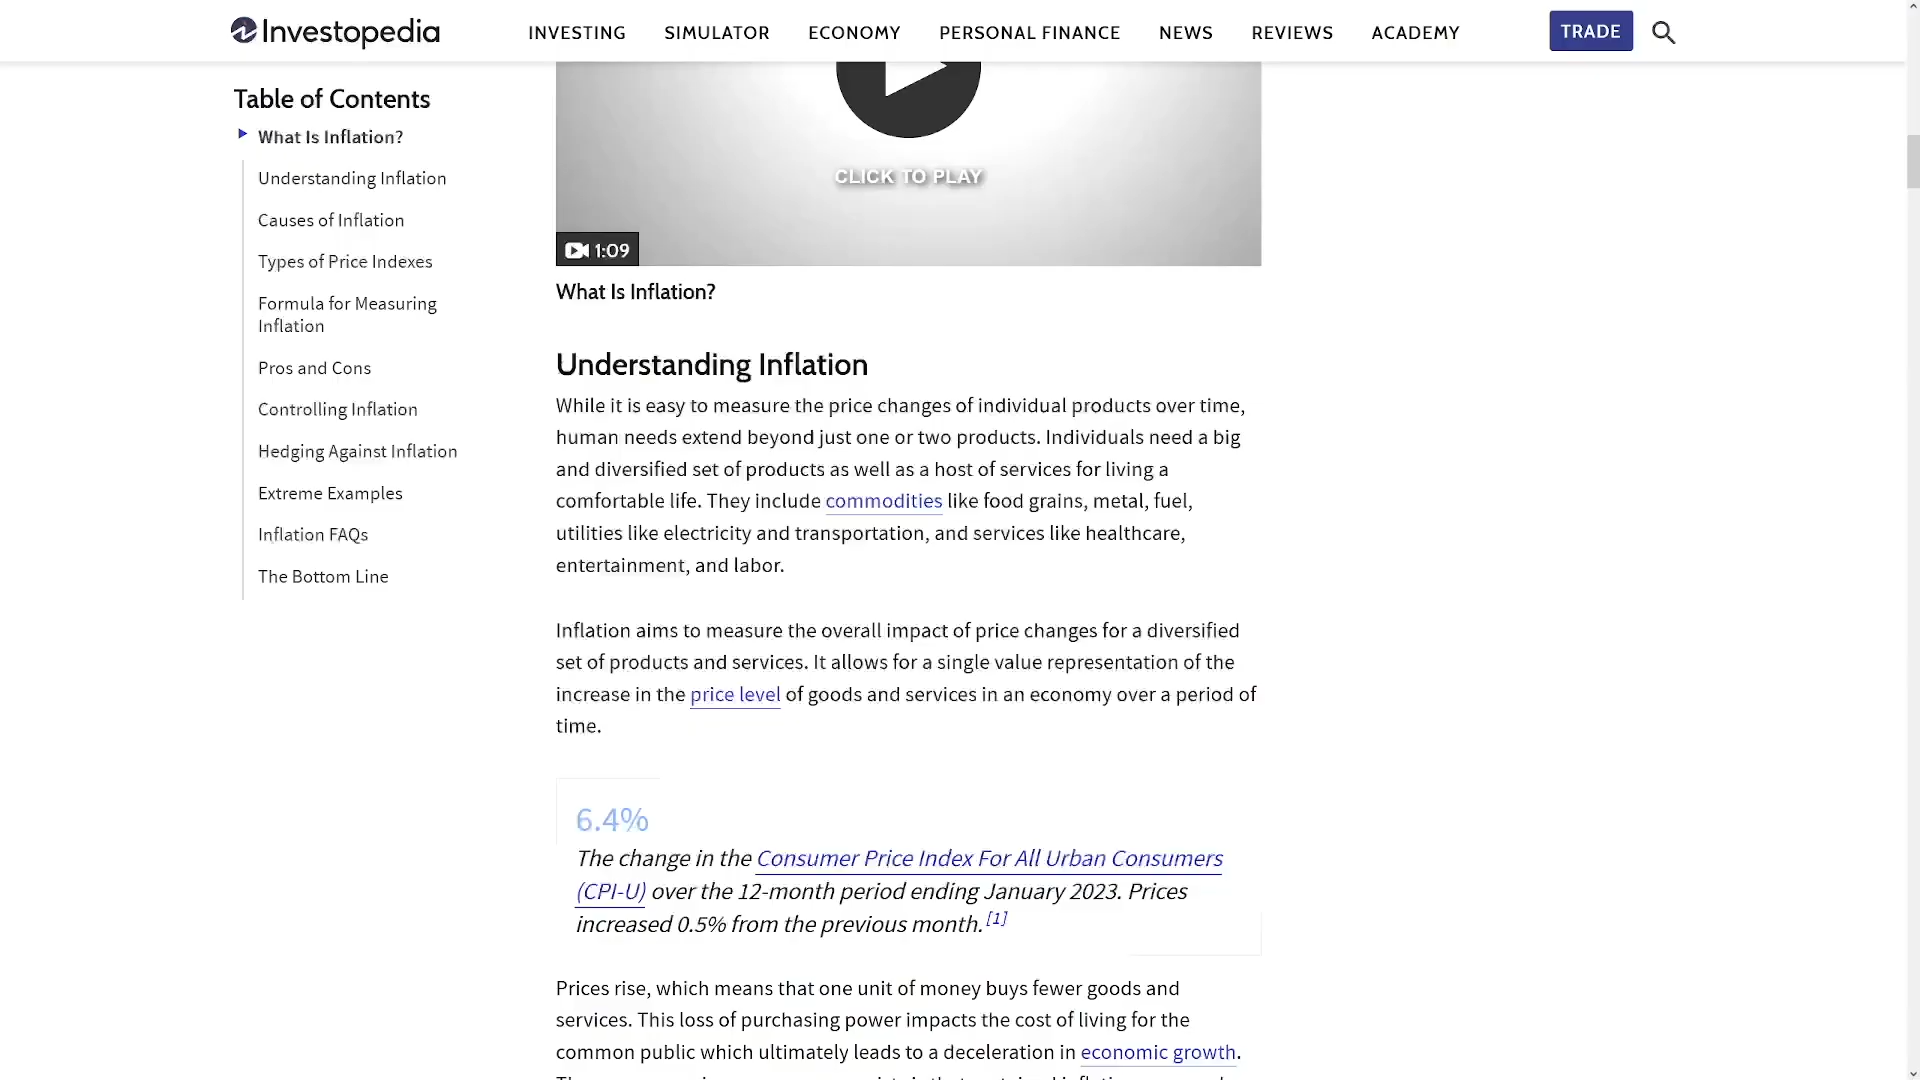 Investopedia
INVESTING SIMULATOR ECONOMY PERSONAL FINANCE NEWS REVIEWS ACADEMY TRADE
Table of Contents
What Is Inflation?
Understanding Inflation
Causes of Inflation
Types of Price Indexes
Formula for Measuring
Inflation
Pros and Cons
Controlling Inflation
Hedging Against Inflation
Extreme Examples
Inflation FAQs
The Bottom Line
CLICK TO PLAY
1:09
What Is Inflation?
Understanding Inflation
While it is easy to measure the price changes of individual products over time,
human needs extend beyond just one or two products. Individuals need a big
and diversified set of products as well as a host of services for living a
comfortable life. They include commodities like food grains, metal, fuel,
utilities like electricity and transportation, and services like healthcare,
entertainment, and labor.
Inflation aims to measure the overall impact of price changes for a diversified
set of products and services. It allows for a single value representation of the
increase in the price level of goods and services in an economy over a period of
time.
6.4%
The change in the Consumer Price Index For All Urban Consumers
(CPI-U) over the 12-month period ending January 2023. Prices
increased 0.5% from the previous month. [1]
Prices rise, which means that one unit of money buys fewer goods and
services. This loss of purchasing power impacts the cost of living for the
common public which ultimately leads to a deceleration in economic growth.